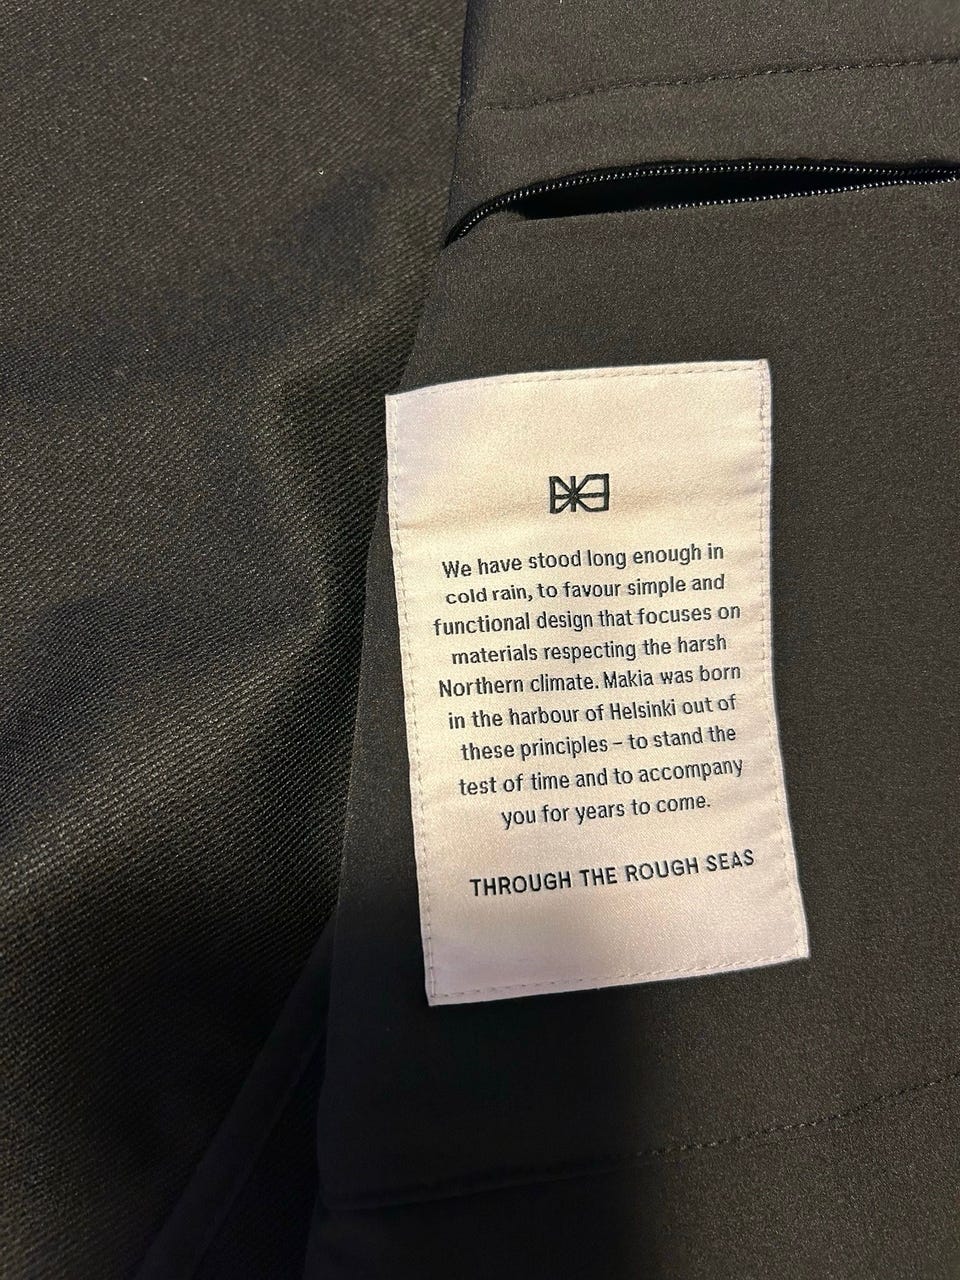 We have stood long enough in
cold rain, to favour simple and
functional design that focuses on
materials respecting the harsh
Northern climate. Makia was born
in the harbour of Helsinki out of
these principles – to stand the
test of time and to accompany
you for years to come.
THROUGH THE ROUGH SEAS